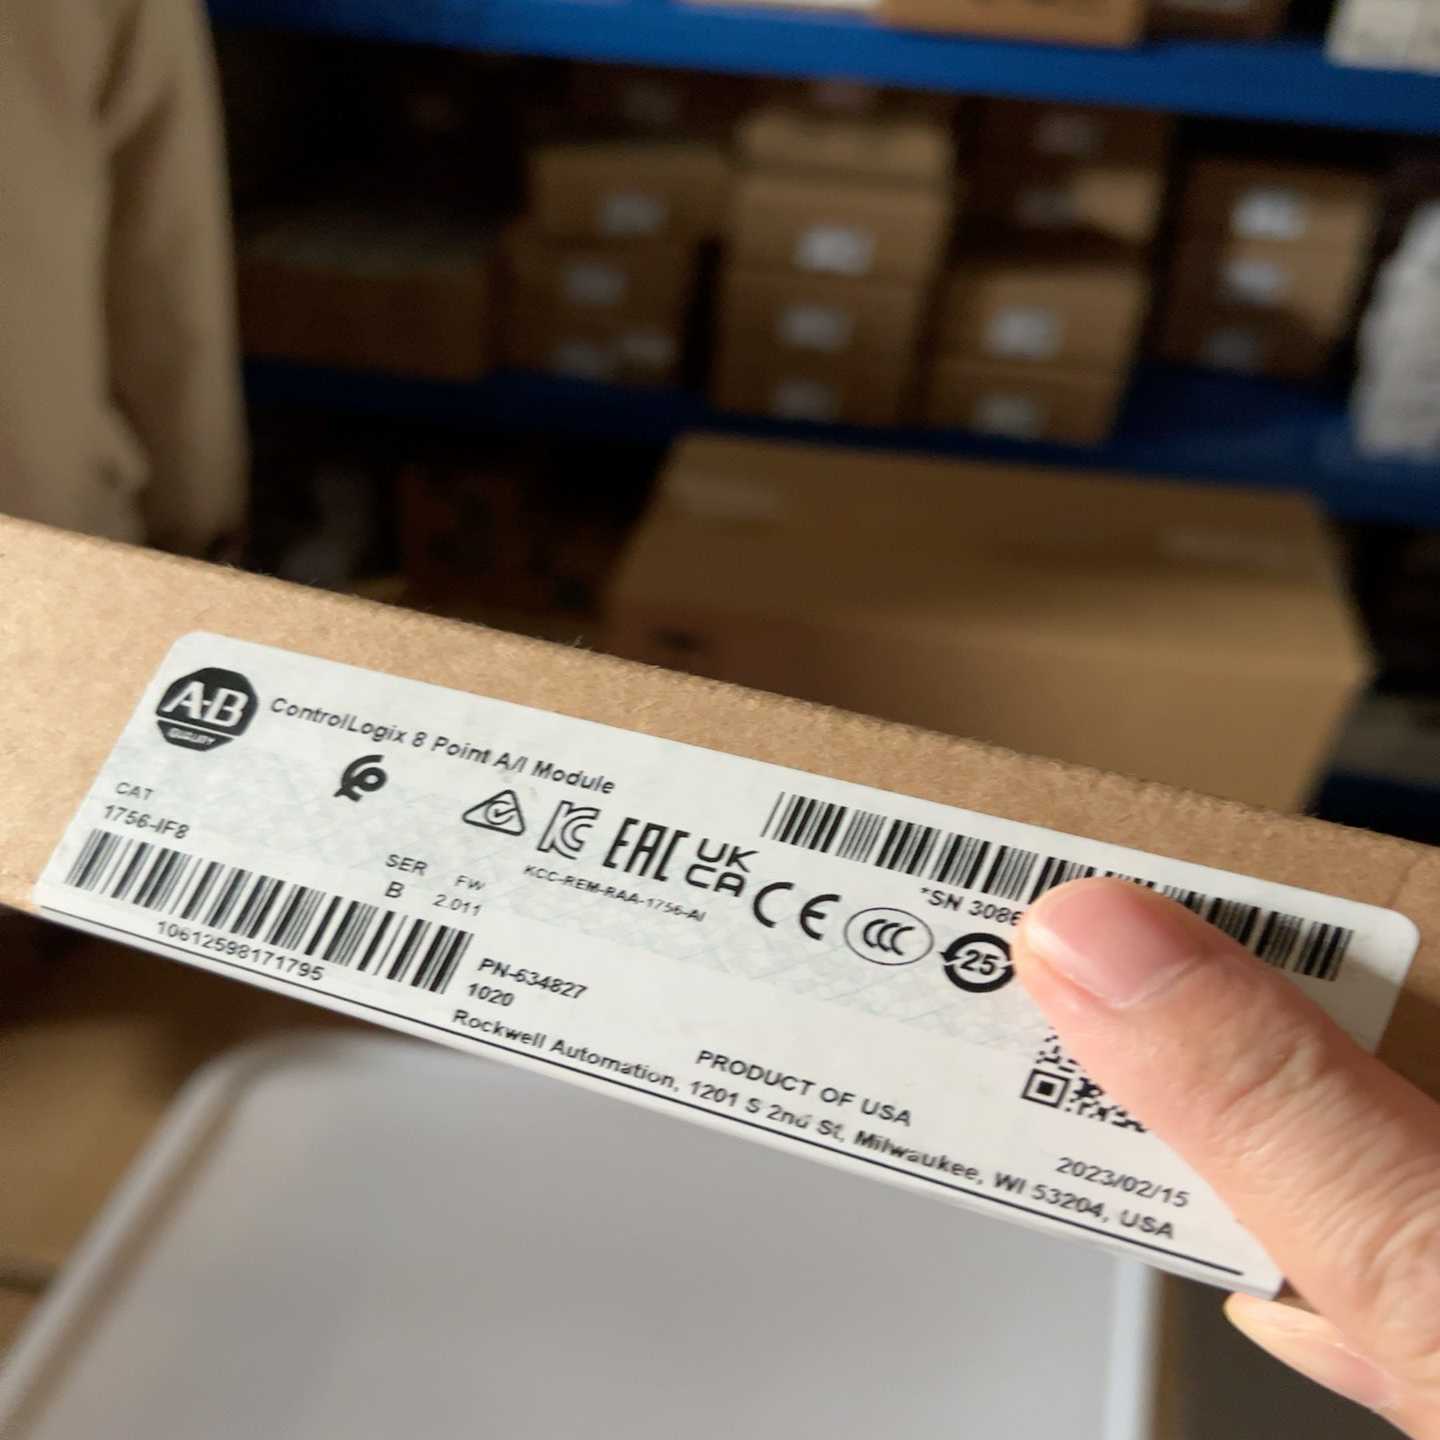 A-B
QUALITY
ControlLogix 8 Point A/I Module
CAT
1756-IF8
SER
B
FW
2.011
KCC-REM-RAA-1756-AI
EAC
UK
CA
CE
CCC
25
*SN 3086
10612598171795
PN-634827
1020
PRODUCT OF USA
Rockwell Automation, 1201 S 2nd St, Milwaukee, WI 53204, USA
2023/02/15